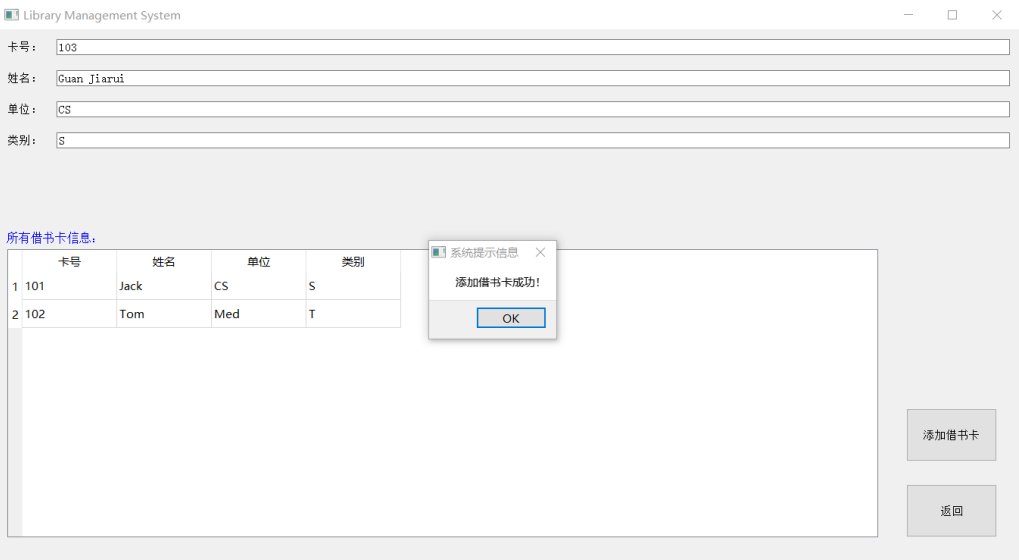 Library Management System
卡号： 103
姓名： Guan Jiarui
单位： CS
类别： S
所有借书卡信息：
卡号 姓名 单位 类别
1 101 Jack CS S
2 102 Tom Med T
系统提示信息
添加借书卡成功！
OK
添加借书卡
返回